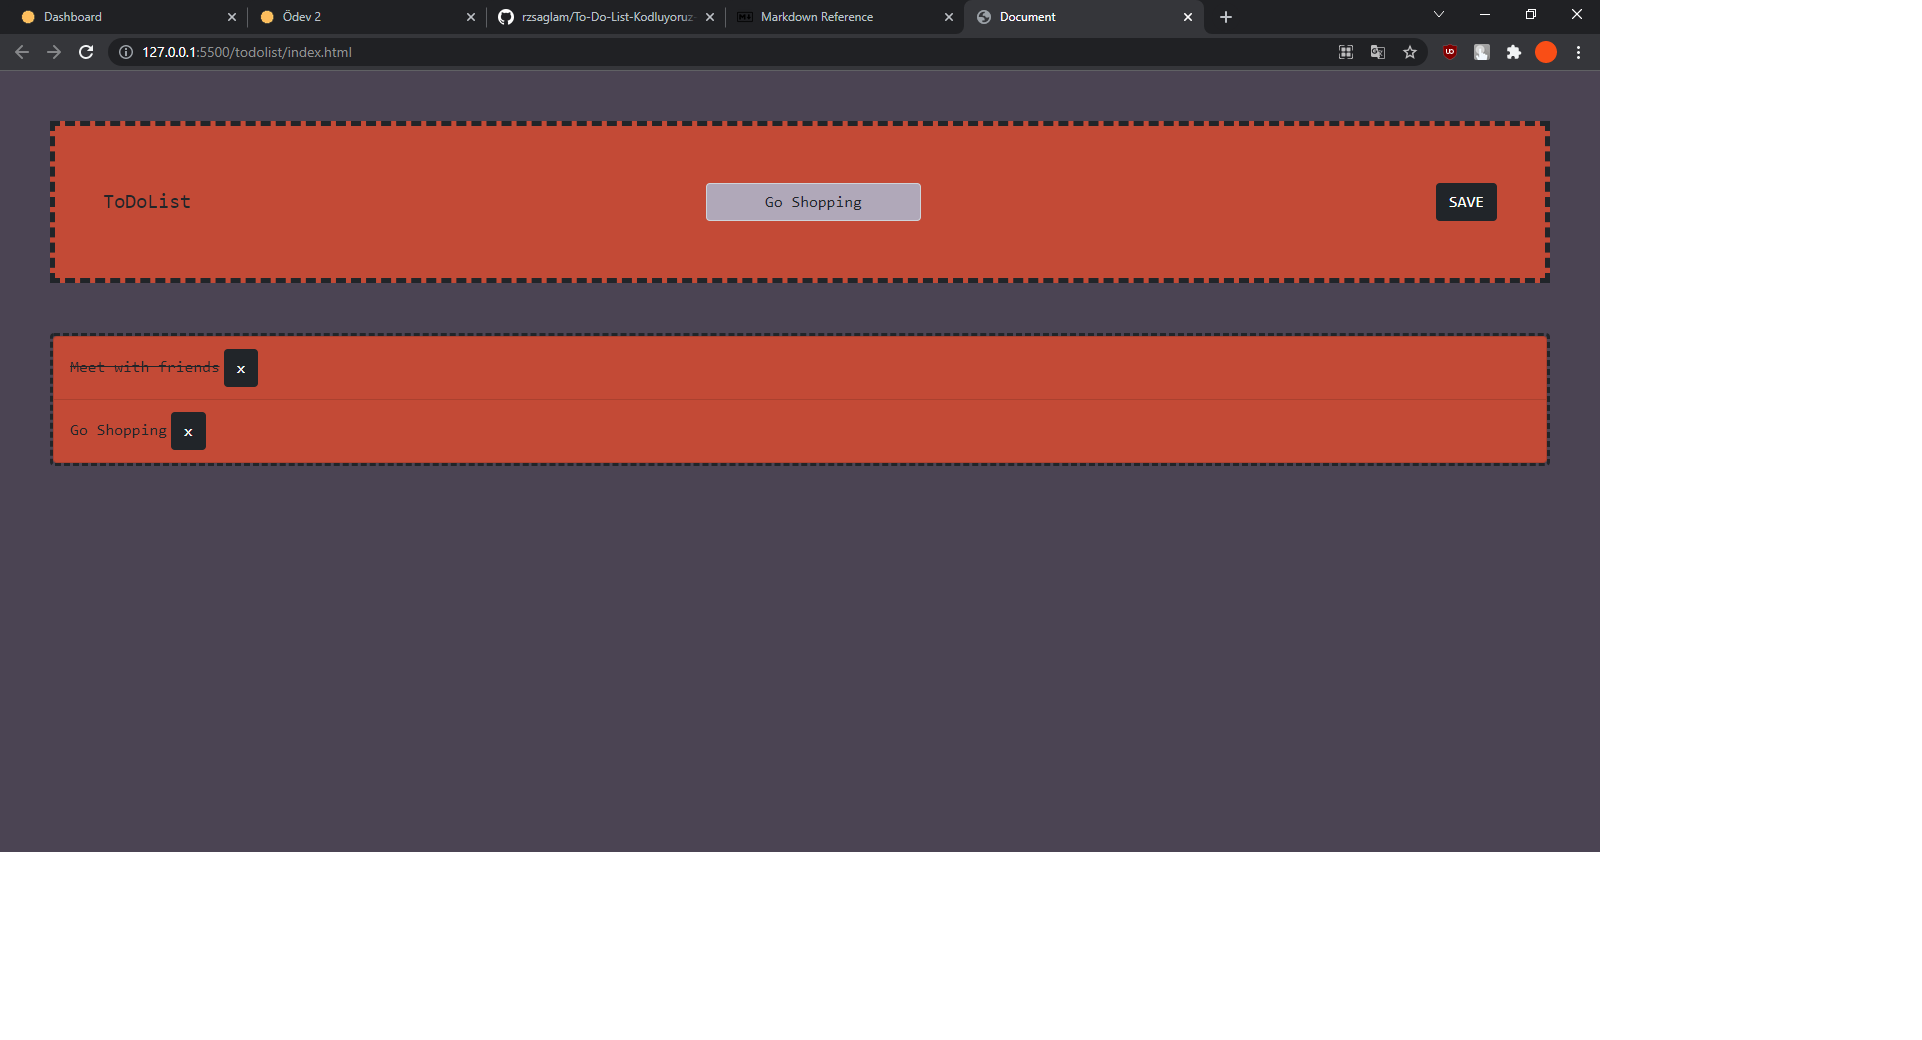 Dashboard
Ödev 2
rzsaglam/To-Do-List-Kodluyoruz-
Markdown Reference
Document
127.0.0.1:5500/todolist/index.html
ToDoList
Go Shopping
SAVE
Meet with friends
x
Go Shopping
x